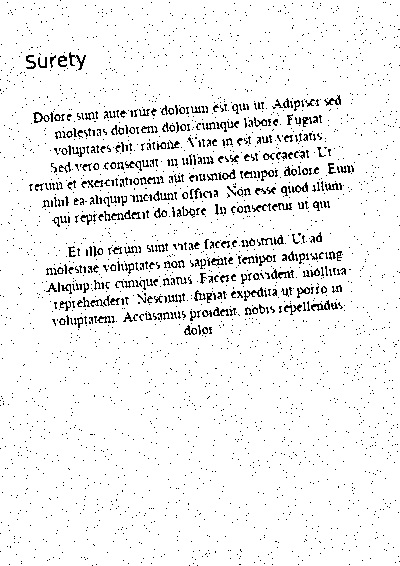 Surety
Dolore sunt aute irure dolorum est qui ut. Adipisci sed
molestias dolorem dolor cumque labore. Fugiat
voluptates elit. ratione. Vitae in est aut veritatis.
Sed vero consequat in ullam esse est occaecat. Ut
rerum et exercitationem aut eiusmod tempor dolore. Eum
nihil ea aliquip incidunt officia. Non esse quod illum
qui reprehenderit do labore. In consectetur ut qui
Et illo rerum sunt vitae facere nostrud. Ut ad
molestiae voluptates non sapiente tempor adipisicing
Aliquip hic cumque natus. Facere provident, mollitia
reprehenderit. Nesciunt, fugiat expedita ut porro in
voluptatem. Accusamus proident, nobis repellendus
dolor